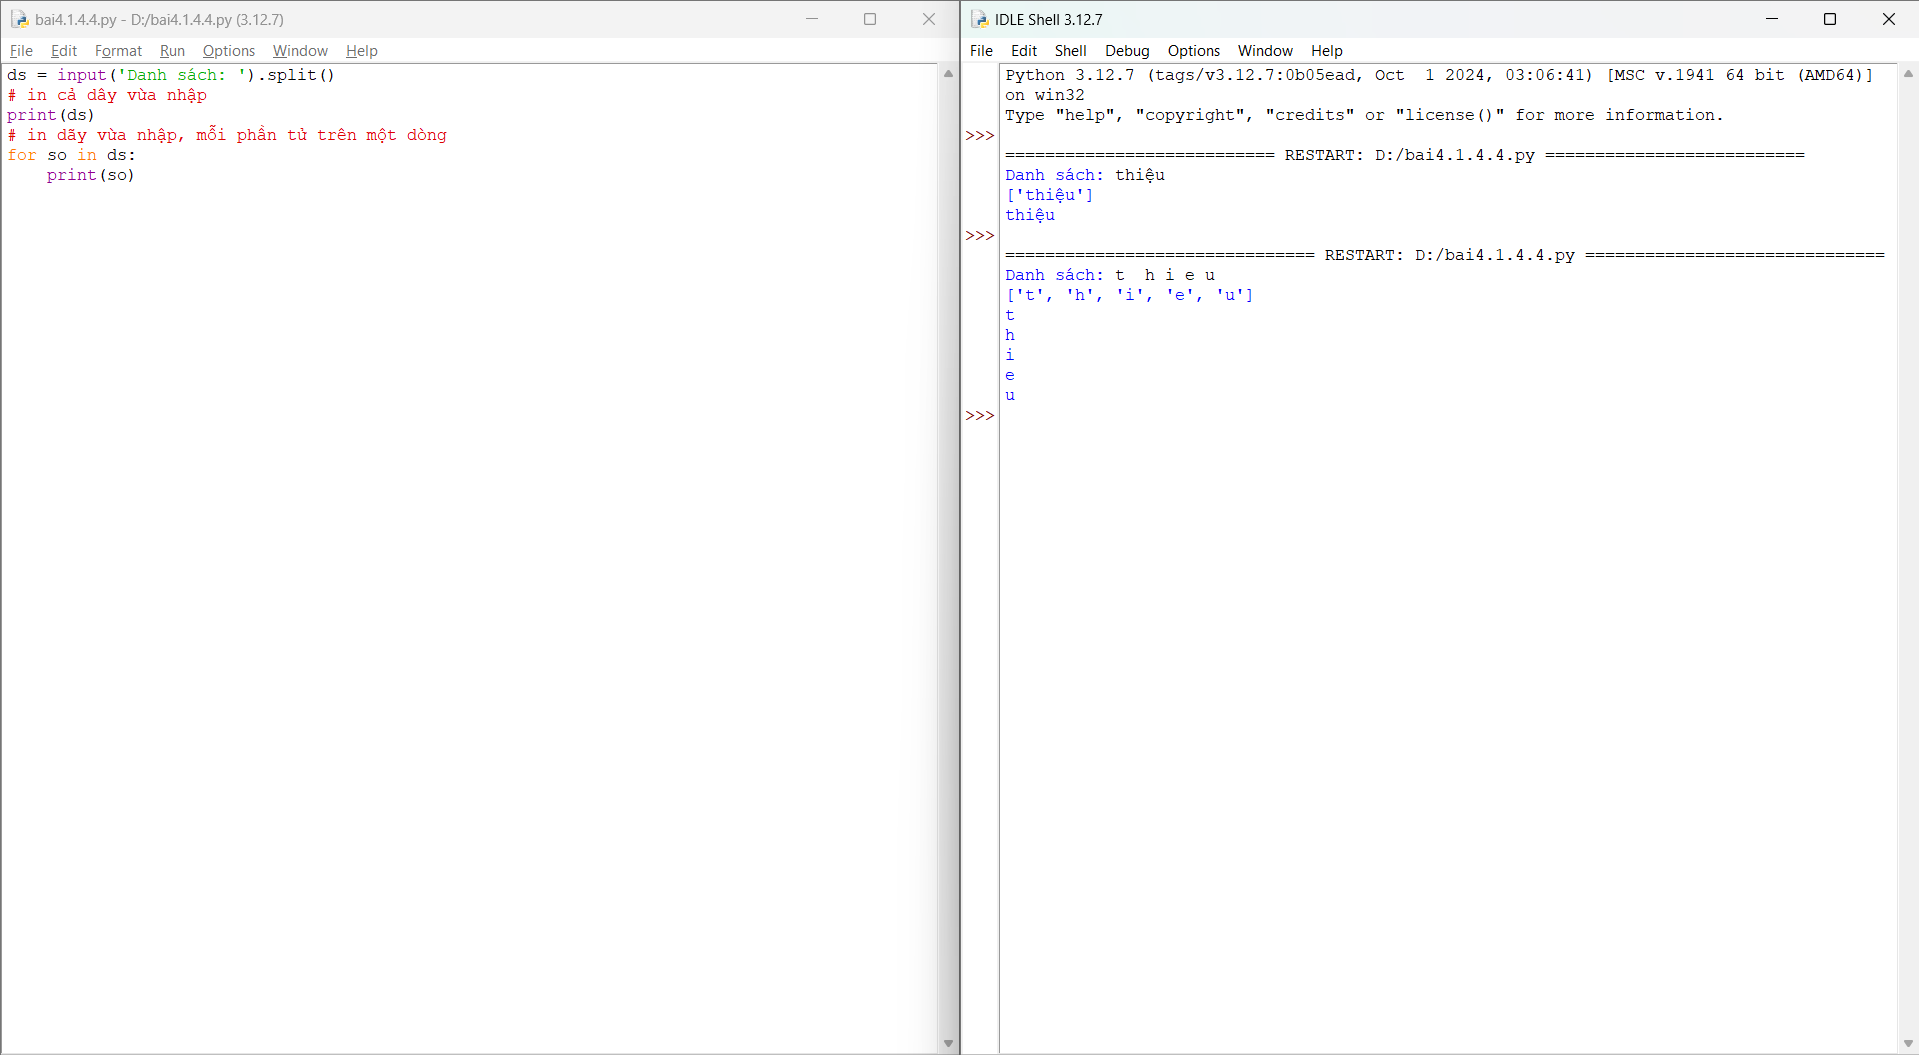 bai4.1.4.4.py - D:/bai4.1.4.4.py (3.12.7)
File Edit Format Run Options Window Help
ds = input('Danh sách: ').split()
# in cả dây vừa nhập
print(ds)
# in dãy vừa nhập, mỗi phần tử trên một dòng
for so in ds:
    print(so)
IDLE Shell 3.12.7
File Edit Shell Debug Options Window Help
Python 3.12.7 (tags/v3.12.7:0b05ead, Oct  1 2024, 03:06:41) [MSC v.1941 64 bit (AMD64)]
on win32
Type "help", "copyright", "credits" or "license()" for more information.
>>>
=========================== RESTART: D:/bai4.1.4.4.py ==========================
Danh sách: thiệu
['thiệu']
thiệu
>>>
=============================== RESTART: D:/bai4.1.4.4.py ==============================
Danh sách: t  h i e u
['t', 'h', 'i', 'e', 'u']
t
h
i
e
u
>>>